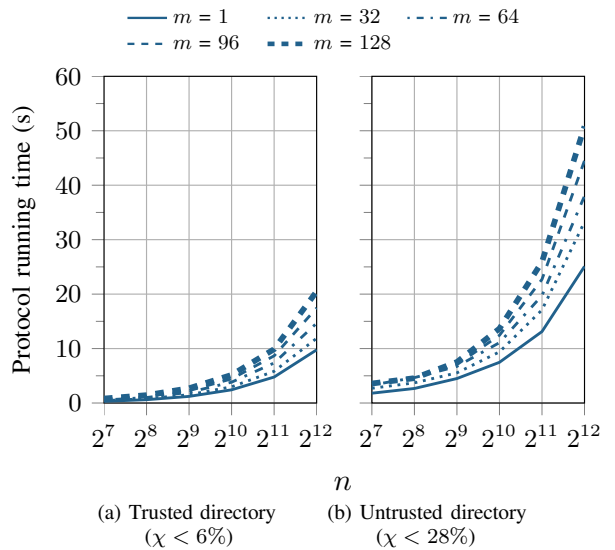 m = 1 m = 32 m = 64
m = 96 m = 128
Protocol running time (s)
60
50
40
30
20
10
0
2^7 2^8 2^9 2^10 2^11 2^12 2^7 2^8 2^9 2^10 2^11 2^12
n
(a) Trusted directory (b) Untrusted directory
(χ < 6%) (χ < 28%)